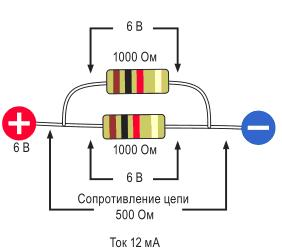 6 В
1000 Ом
+
–
6 В
1000 Ом
6 В
Сопротивление цепи
500 Ом
Ток 12 мА